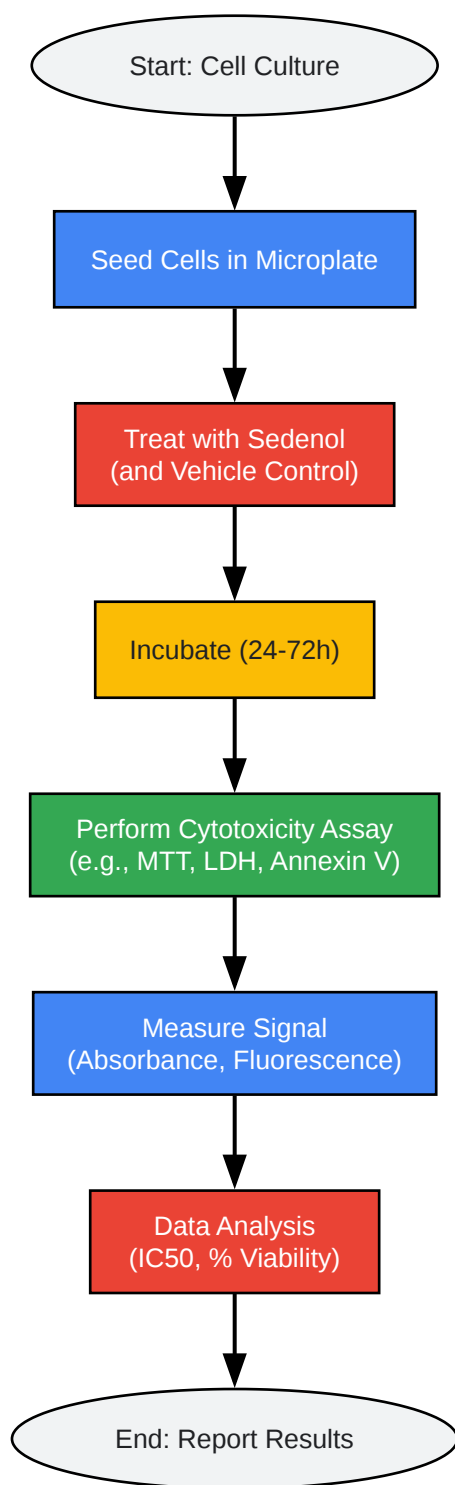 Start: Cell Culture
Seed Cells in Microplate
Treat with Sedenol
(and Vehicle Control)
Incubate (24-72h)
Perform Cytotoxicity Assay
(e.g., MTT, LDH, Annexin V)
Measure Signal
(Absorbance, Fluorescence)
Data Analysis
(IC50, % Viability)
End: Report Results